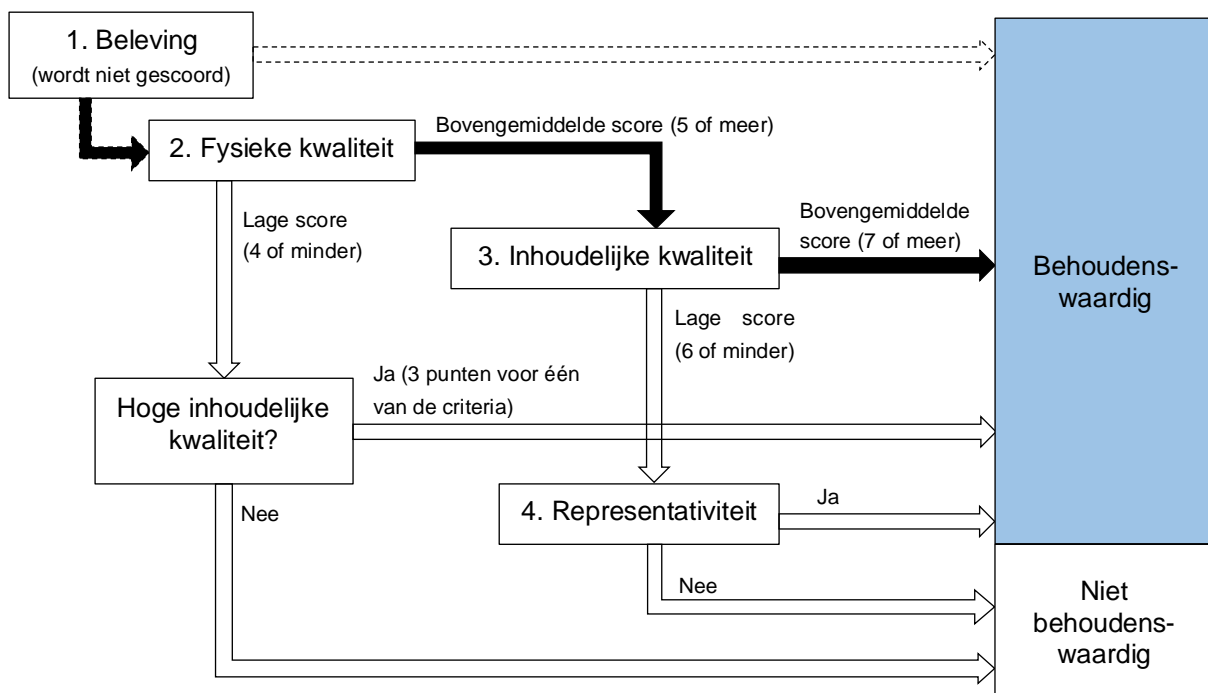 1. Beleving
(wordt niet gescoord)
2. Fysieke kwaliteit
Bovengemiddelde score (5 of meer)
Lage score
(4 of minder)
3. Inhoudelijke kwaliteit
Bovengemiddelde
score (7 of meer)
Behoudens-
waardig
Lage score
(6 of minder)
Hoge inhoudelijke
kwaliteit?
Ja (3 punten voor één
van de criteria)
Nee
4. Representativiteit
Ja
Nee
Niet
behoudens-
waardig